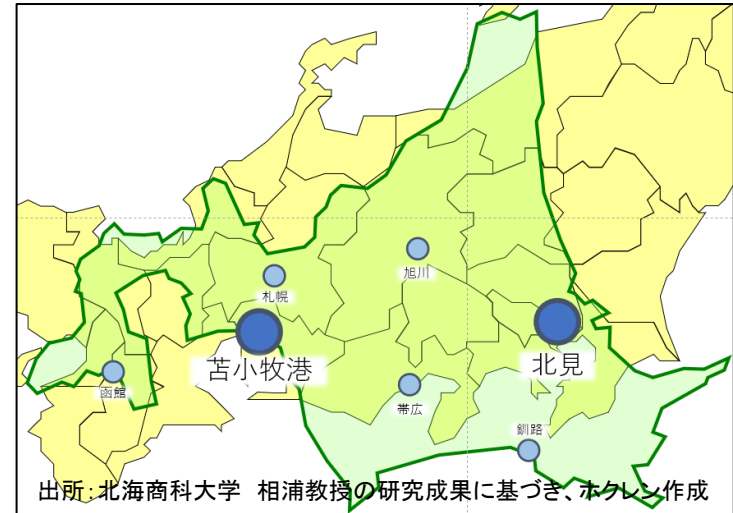 旭川
札幌
苫小牧港
北見
函館
帯広
釧路
出所：北海商科大学　相浦教授の研究成果に基づき、ホクレン作成